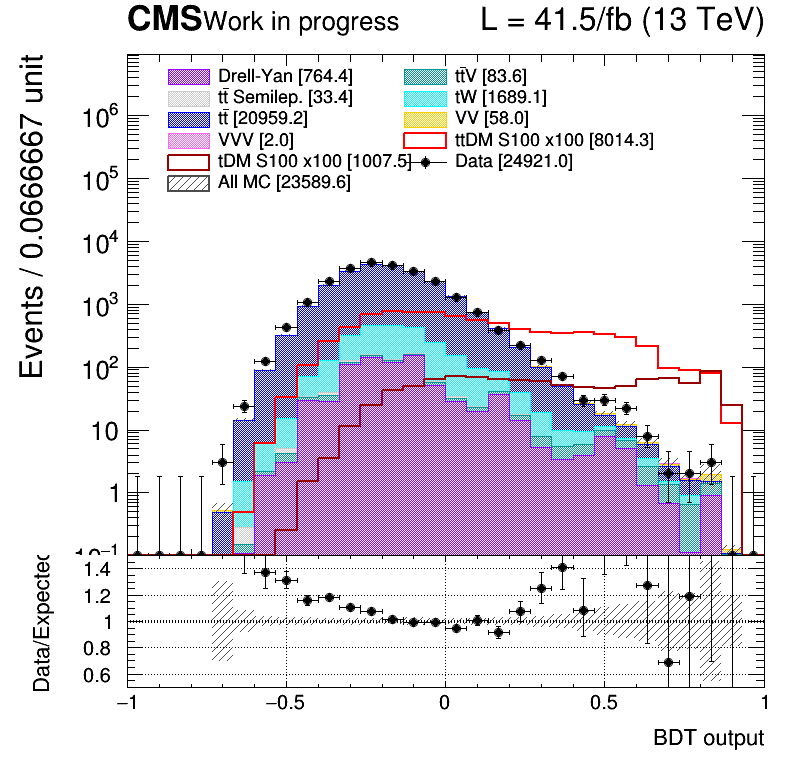 CMS Work in progress L = 41.5/fb (13 TeV)
Events / 0.0666667 unit
Drell-Yan [764.4] tt̄V [83.6]
tt̄ Semilep. [33.4] tW [1689.1]
tt̄ [20959.2] VV [58.0]
VVV [2.0] ttDM S100 x100 [8014.3]
tDM S100 x100 [1007.5] Data [24921.0]
All MC [23589.6]
10⁶
10⁵
10⁴
10³
10²
10
1
10⁻¹
Data/Expected
1.4
1.2
1
0.8
0.6
−1 −0.5 0 0.5 1
BDT output